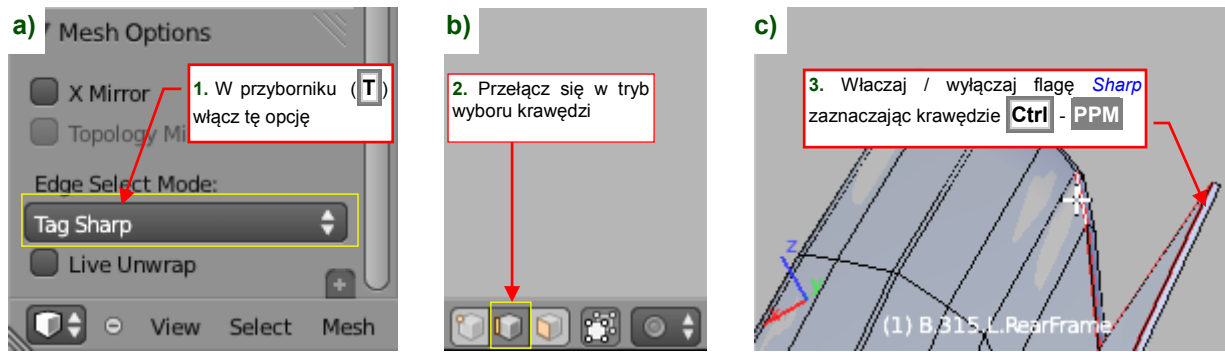 a)
Mesh Options
X Mirror
Topology Mi
1. W przyborniku (T)
włącz tę opcję
Edge Select Mode:
Tag Sharp
Live Unwrap
View Select Mesh
b)
2. Przełącz się w tryb
wyboru krawędzi
c)
3. Właczaj / wyłączaj flagę Sharp
zaznaczając krawędzie Ctrl - PPM
z
(1) B.315.L.RearFrame